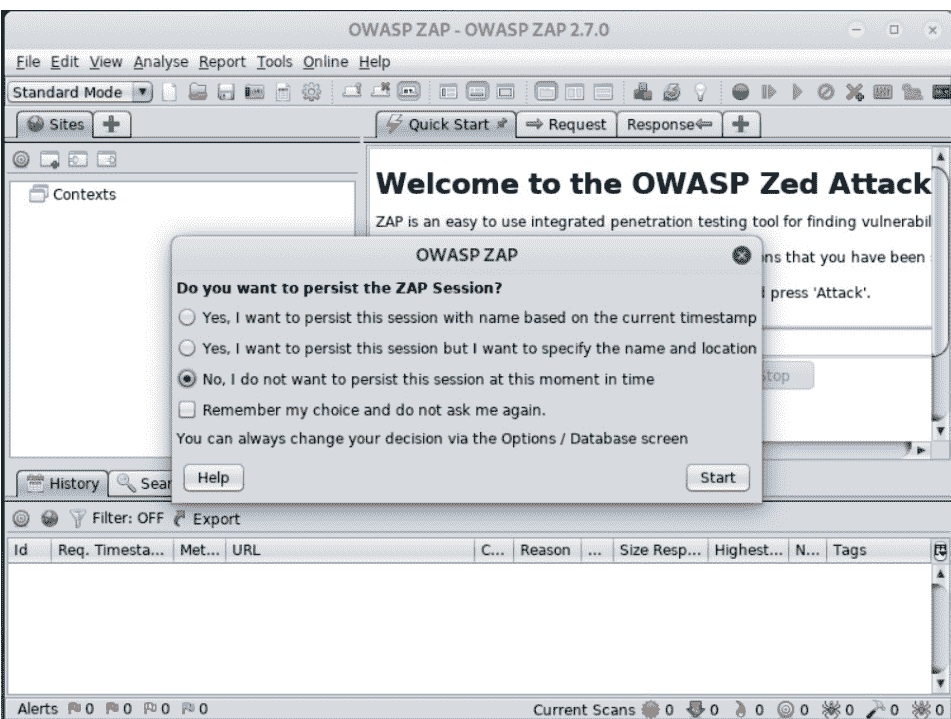 OWASP ZAP - OWASP ZAP 2.7.0
File Edit View Analyse Report Tools Online Help
Standard Mode
Sites
Quick Start
Request
Response
Contexts
Welcome to the OWASP Zed Attack
ZAP is an easy to use integrated penetration testing tool for finding vulnerabil
ns that you have been
press 'Attack'.
OWASP ZAP
Do you want to persist the ZAP Session?
Yes, I want to persist this session with name based on the current timestamp
Yes, I want to persist this session but I want to specify the name and location
No, I do not want to persist this session at this moment in time
Remember my choice and do not ask me again.
You can always change your decision via the Options / Database screen
Help
Start
top
History
Sear
Filter: OFF
Export
Id Req. Timesta... Met... URL C... Reason ... Size Resp... Highest... N... Tags
Alerts 0 0 0 0
Current Scans 0 0 0 0 0 0 0